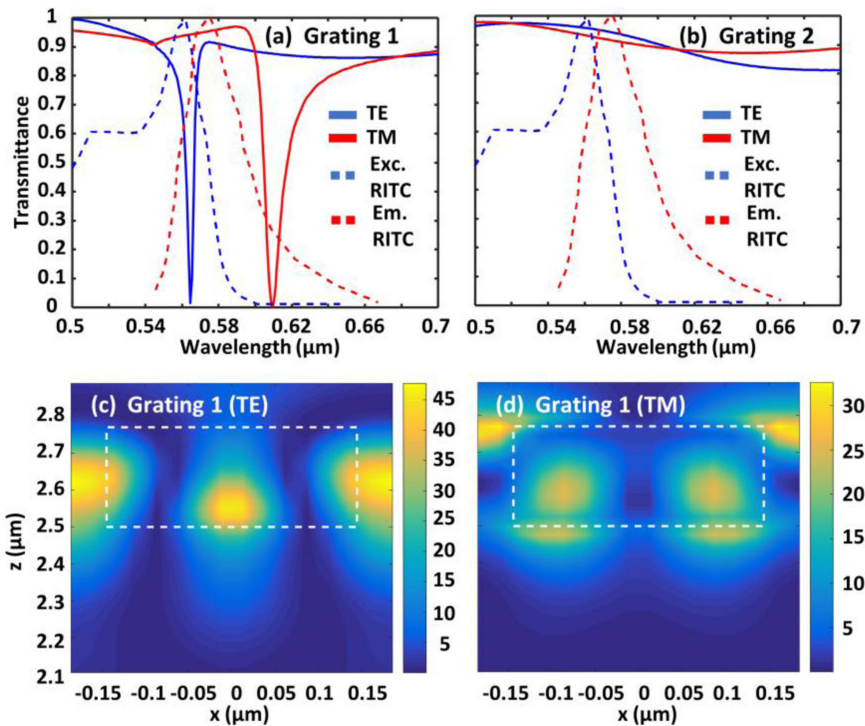 (a) Grating 1
1
0.9
0.8
0.7
0.6
0.5
0.4
0.3
0.2
0.1
0
Transmittance
TE
TM
Exc.
RITC
Em.
RITC
0.5 0.54 0.58 0.62 0.66 0.7
Wavelength (μm)
(b) Grating 2
TE
TM
Exc.
RITC
Em.
RITC
0.5 0.54 0.58 0.62 0.66 0.7
Wavelength (μm)
(c) Grating 1 (TE)
2.8
2.7
2.6
2.5
2.4
2.3
2.2
2.1
z (μm)
-0.15 -0.1 -0.05 0 0.05 0.1 0.15
x (μm)
45
40
35
30
25
20
15
10
5
(d) Grating 1 (TM)
-0.15 -0.1 -0.05 0 0.05 0.1 0.15
x (μm)
30
25
20
15
10
5